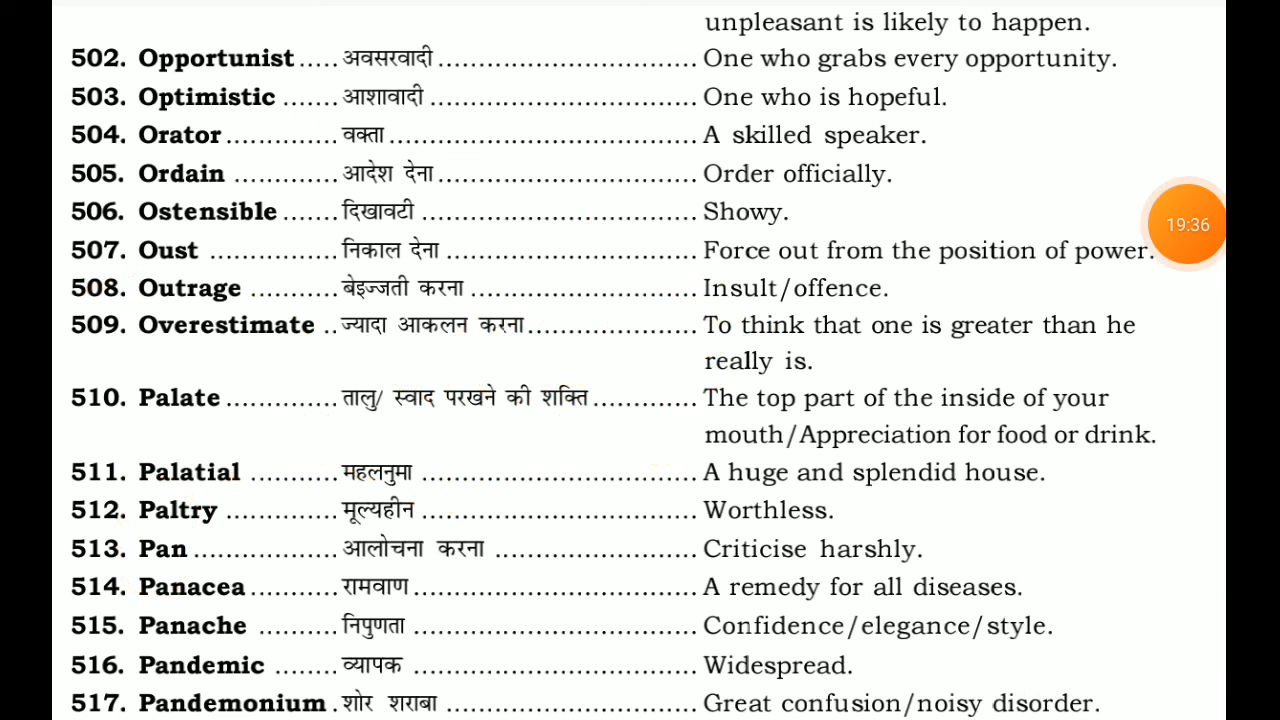 unpleasant is likely to happen.
502. Opportunist ..... अवसरवादी ................................. One who grabs every opportunity.
503. Optimistic ....... आशावादी .................................. One who is hopeful.
504. Orator ............. वक्ता ....................................... A skilled speaker.
505. Ordain ............ आदेश देना ................................. Order officially.
506. Ostensible ....... दिखावटी ................................... Showy.
507. Oust ............... निकाल देना ................................. Force out from the position of power.
19:36
508. Outrage .......... बेइज्जती करना ............................. Insult/offence.
509. Overestimate .. ज्यादा आकलन करना ...................... To think that one is greater than he
really is.
510. Palate ............. तालु/ स्वाद परखने की शक्ति ............. The top part of the inside of your
mouth/Appreciation for food or drink.
511. Palatial .......... महलनुमा ................................... A huge and splendid house.
512. Paltry ............. मूल्यहीन ................................... Worthless.
513. Pan ................. आलोचना करना .......................... Criticise harshly.
514. Panacea .......... रामवाण .................................... A remedy for all diseases.
515. Panache ......... निपुणता .................................... Confidence/elegance/style.
516. Pandemic ....... व्यापक .................................... Widespread.
517. Pandemonium . शोर शराबा ................................ Great confusion/noisy disorder.